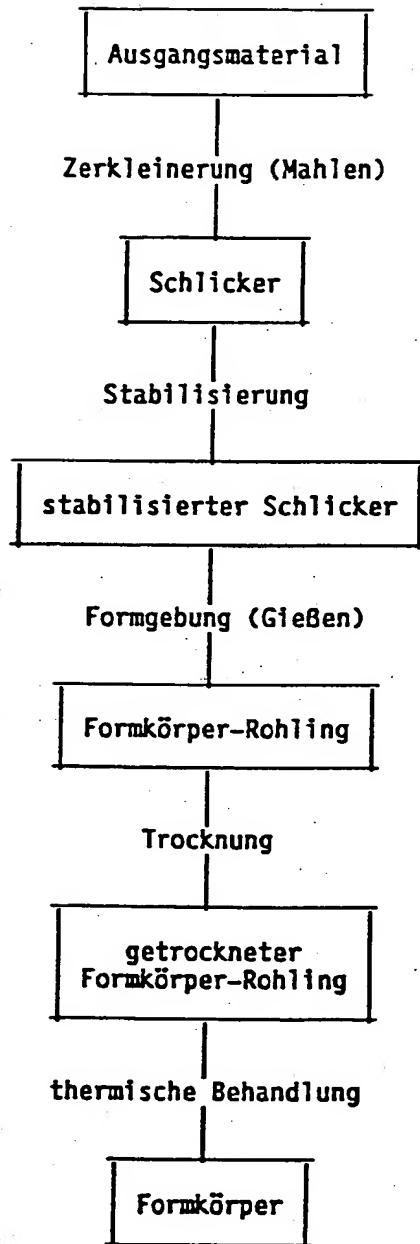 Ausgangsmaterial
Zerkleinerung (Mahlen)
Schlicker
Stabilisierung
stabilisierter Schlicker
Formgebung (Gießen)
Formkörper-Rohling
Trocknung
getrockneter
Formkörper-Rohling
thermische Behandlung
Formkörper